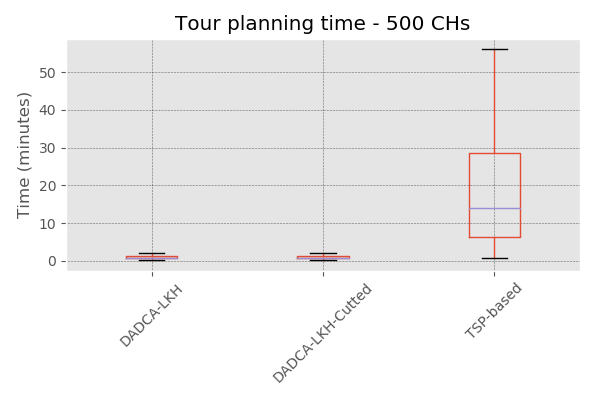 Tour planning time - 500 CHs
Time (minutes)
50
40
30
20
10
0
DADCA-LKH
DADCA-LKH-Cutted
TSP-based